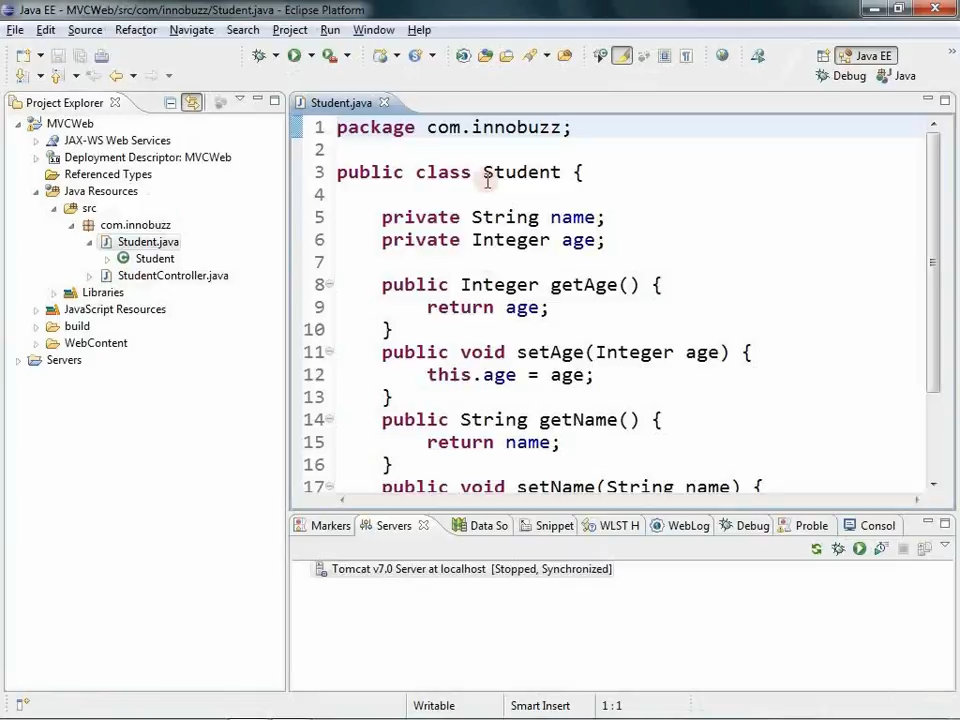 Java EE - MVCWeb/src/com/innobuzz/Student.java - Eclipse Platform
File Edit Source Refactor Navigate Search Project Run Window Help
Java EE
Debug Java
Project Explorer
MVCWeb
JAX-WS Web Services
Deployment Descriptor: MVCWeb
Referenced Types
Java Resources
src
com.innobuzz
Student.java
Student
StudentController.java
Libraries
JavaScript Resources
build
WebContent
Servers
Student.java
1 package com.innobuzz;
2
3 public class Student {
4
5 private String name;
6 private Integer age;
7
8 public Integer getAge() {
9 return age;
10 }
11 public void setAge(Integer age) {
12 this.age = age;
13 }
14 public String getName() {
15 return name;
16 }
17 public void setName(String name) {
Markers Servers Data So Snippet WLST H WebLog Debug Proble Consol
Tomcat v7.0 Server at localhost [Stopped, Synchronized]
Writable Smart Insert 1 : 1